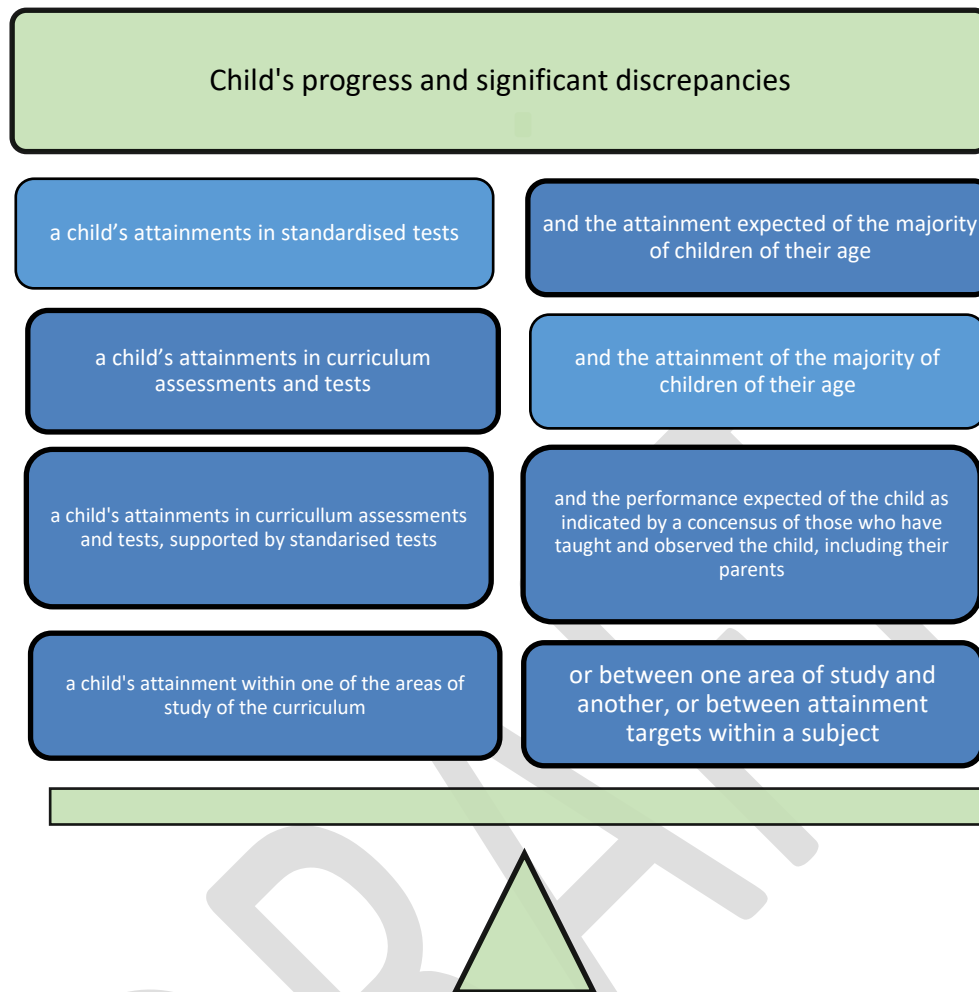 Child's progress and significant discrepancies
a child’s attainments in standardised tests
and the attainment expected of the majority
of children of their age
a child’s attainments in curriculum
assessments and tests
and the attainment of the majority of
children of their age
a child's attainments in curricullum assessments
and tests, supported by standarised tests
and the performance expected of the child as
indicated by a concensus of those who have
taught and observed the child, including their
parents
a child's attainment within one of the areas of
study of the curriculum
or between one area of study and
another, or between attainment
targets within a subject
DRAFT